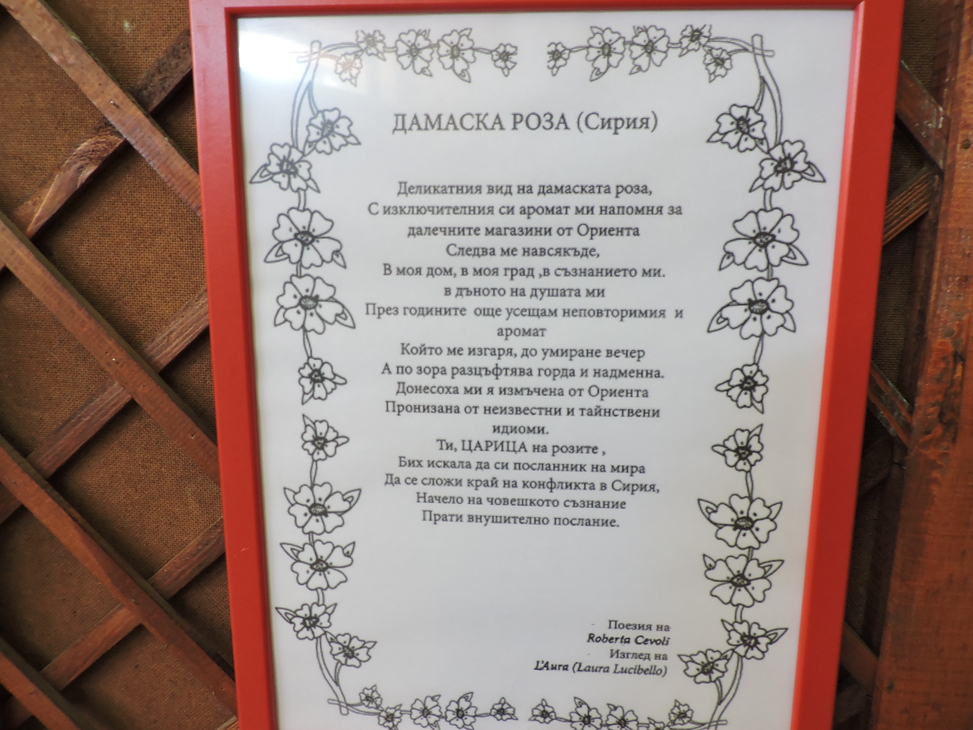 ДАМАСКА РОЗА (Сирия)
Деликатния вид на дамаската роза,
С изключителния си аромат ми напомня за
далечните магазини от Ориента
Следва ме навсякъде,
В моя дом, в моя град ,в съзнанието ми.
в дъното на душата ми
През годините още усещам неповторимия и
аромат
Който ме изгаря, до умиране вечер
А по зора разцъфтява горда и надменна.
Донесоха ми я измъчена от Ориента
Пронизана от неизвестни и тайнствени
идиоми.
Ти, ЦАРИЦА на розите ,
Бих искала да си посланник на мира
Да се сложи край на конфликта в Сирия,
Начело на човешкото съзнание
Прати внушително послание.
Поезия на
Roberta Cevoli
Изглед на
L'Aura (Laura Lucibello)